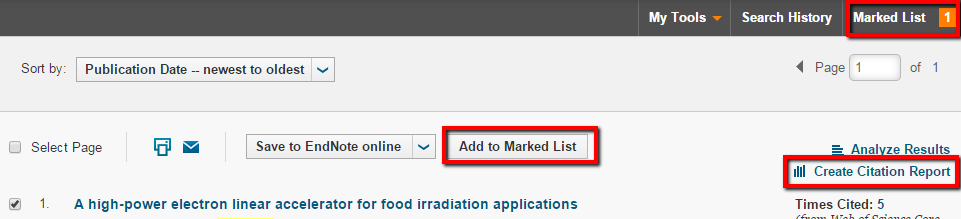 My Tools Search History Marked List 1
Sort by: Publication Date -- newest to oldest Page 1 of 1
Select Page Save to EndNote online Add to Marked List Analyze Results
Create Citation Report
1. A high-power electron linear accelerator for food irradiation applications Times Cited: 5
(from Web of Science Core